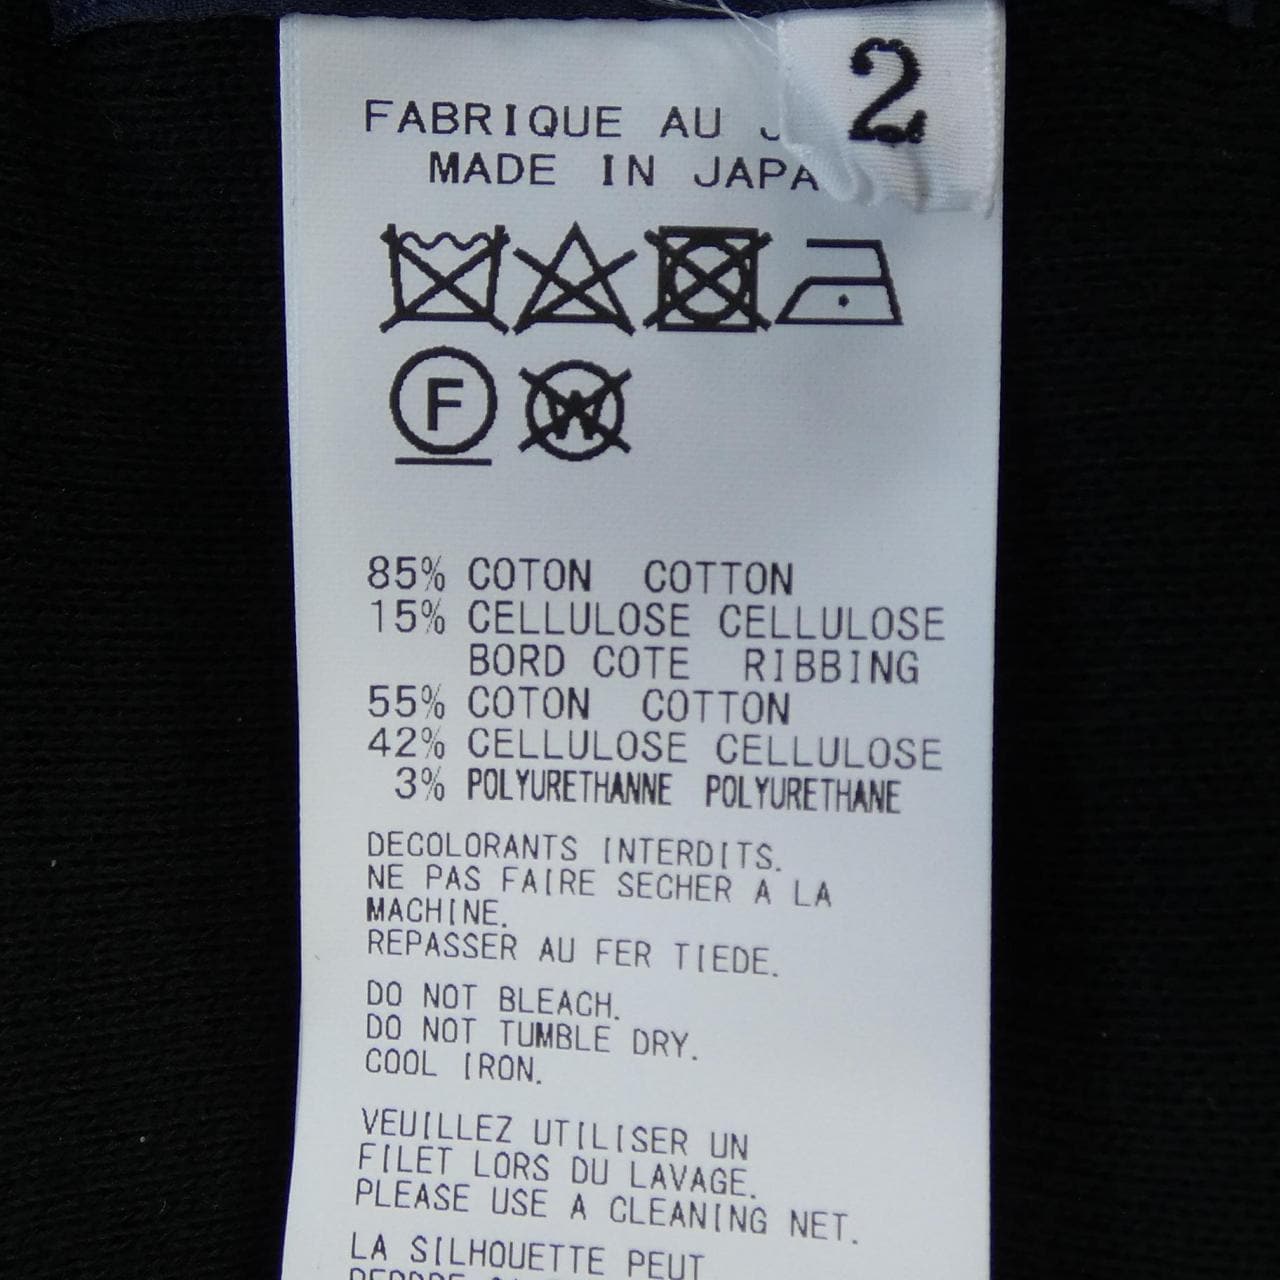 2
FABRIQUE AU
MADE IN JAPA
F
W
85% COTON COTTON
15% CELLULOSE CELLULOSE
BORD COTE RIBBING
55% COTON COTTON
42% CELLULOSE CELLULOSE
3% POLYURETHANNE POLYURETHANE
DECOLORANTS INTERDITS.
NE PAS FAIRE SECHER A LA
MACHINE.
REPASSER AU FER TIEDE.
DO NOT BLEACH.
DO NOT TUMBLE DRY.
COOL IRON.
VEUILLEZ UTILISER UN
FILET LORS DU LAVAGE.
PLEASE USE A CLEANING NET.
LA SILHOUETTE PEUT